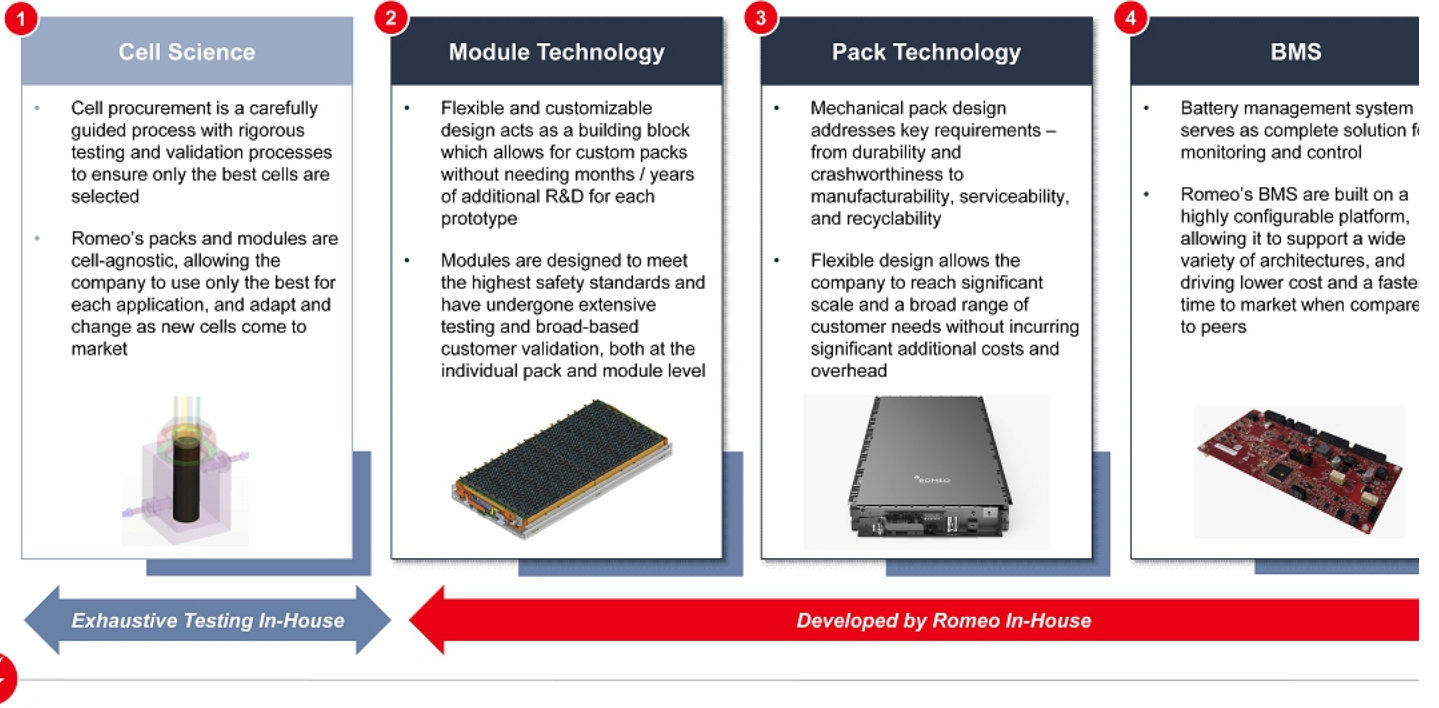 1
Cell Science
• Cell procurement is a carefully
guided process with rigorous
testing and validation processes
to ensure only the best cells are
selected
• Romeo’s packs and modules are
cell-agnostic, allowing the
company to use only the best for
each application, and adapt and
change as new cells come to
market
2
Module Technology
• Flexible and customizable
design acts as a building block
which allows for custom packs
without needing months / years
of additional R&D for each
prototype
• Modules are designed to meet
the highest safety standards and
have undergone extensive
testing and broad-based
customer validation, both at the
individual pack and module level
3
Pack Technology
• Mechanical pack design
addresses key requirements –
from durability and
crashworthiness to
manufacturability, serviceability,
and recyclability
• Flexible design allows the
company to reach significant
scale and a broad range of
customer needs without incurring
significant additional costs and
overhead
ROMEO
4
BMS
• Battery management system
serves as complete solution
monitoring and control
• Romeo’s BMS are built on a
highly configurable platform,
allowing it to support a wide
variety of architectures, and
driving lower cost and a faste
time to market when compare
to peers
Exhaustive Testing In-House
Developed by Romeo In-House